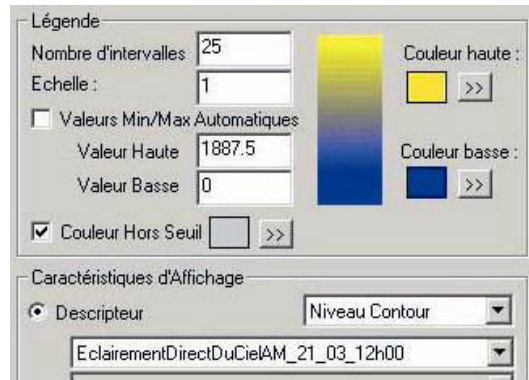 Légende
Nombre d'intervalles 25 Couleur haute :
Echelle : 1 >>
Valeurs Min/Max Automatiques
Valeur Haute 1887.5 Couleur basse :
Valeur Basse 0 >>
Couleur Hors Seuil >>
Caractéristiques d'Affichage
Descripteur Niveau Contour
EclairementDirectDuCielAM_21_03_12h00